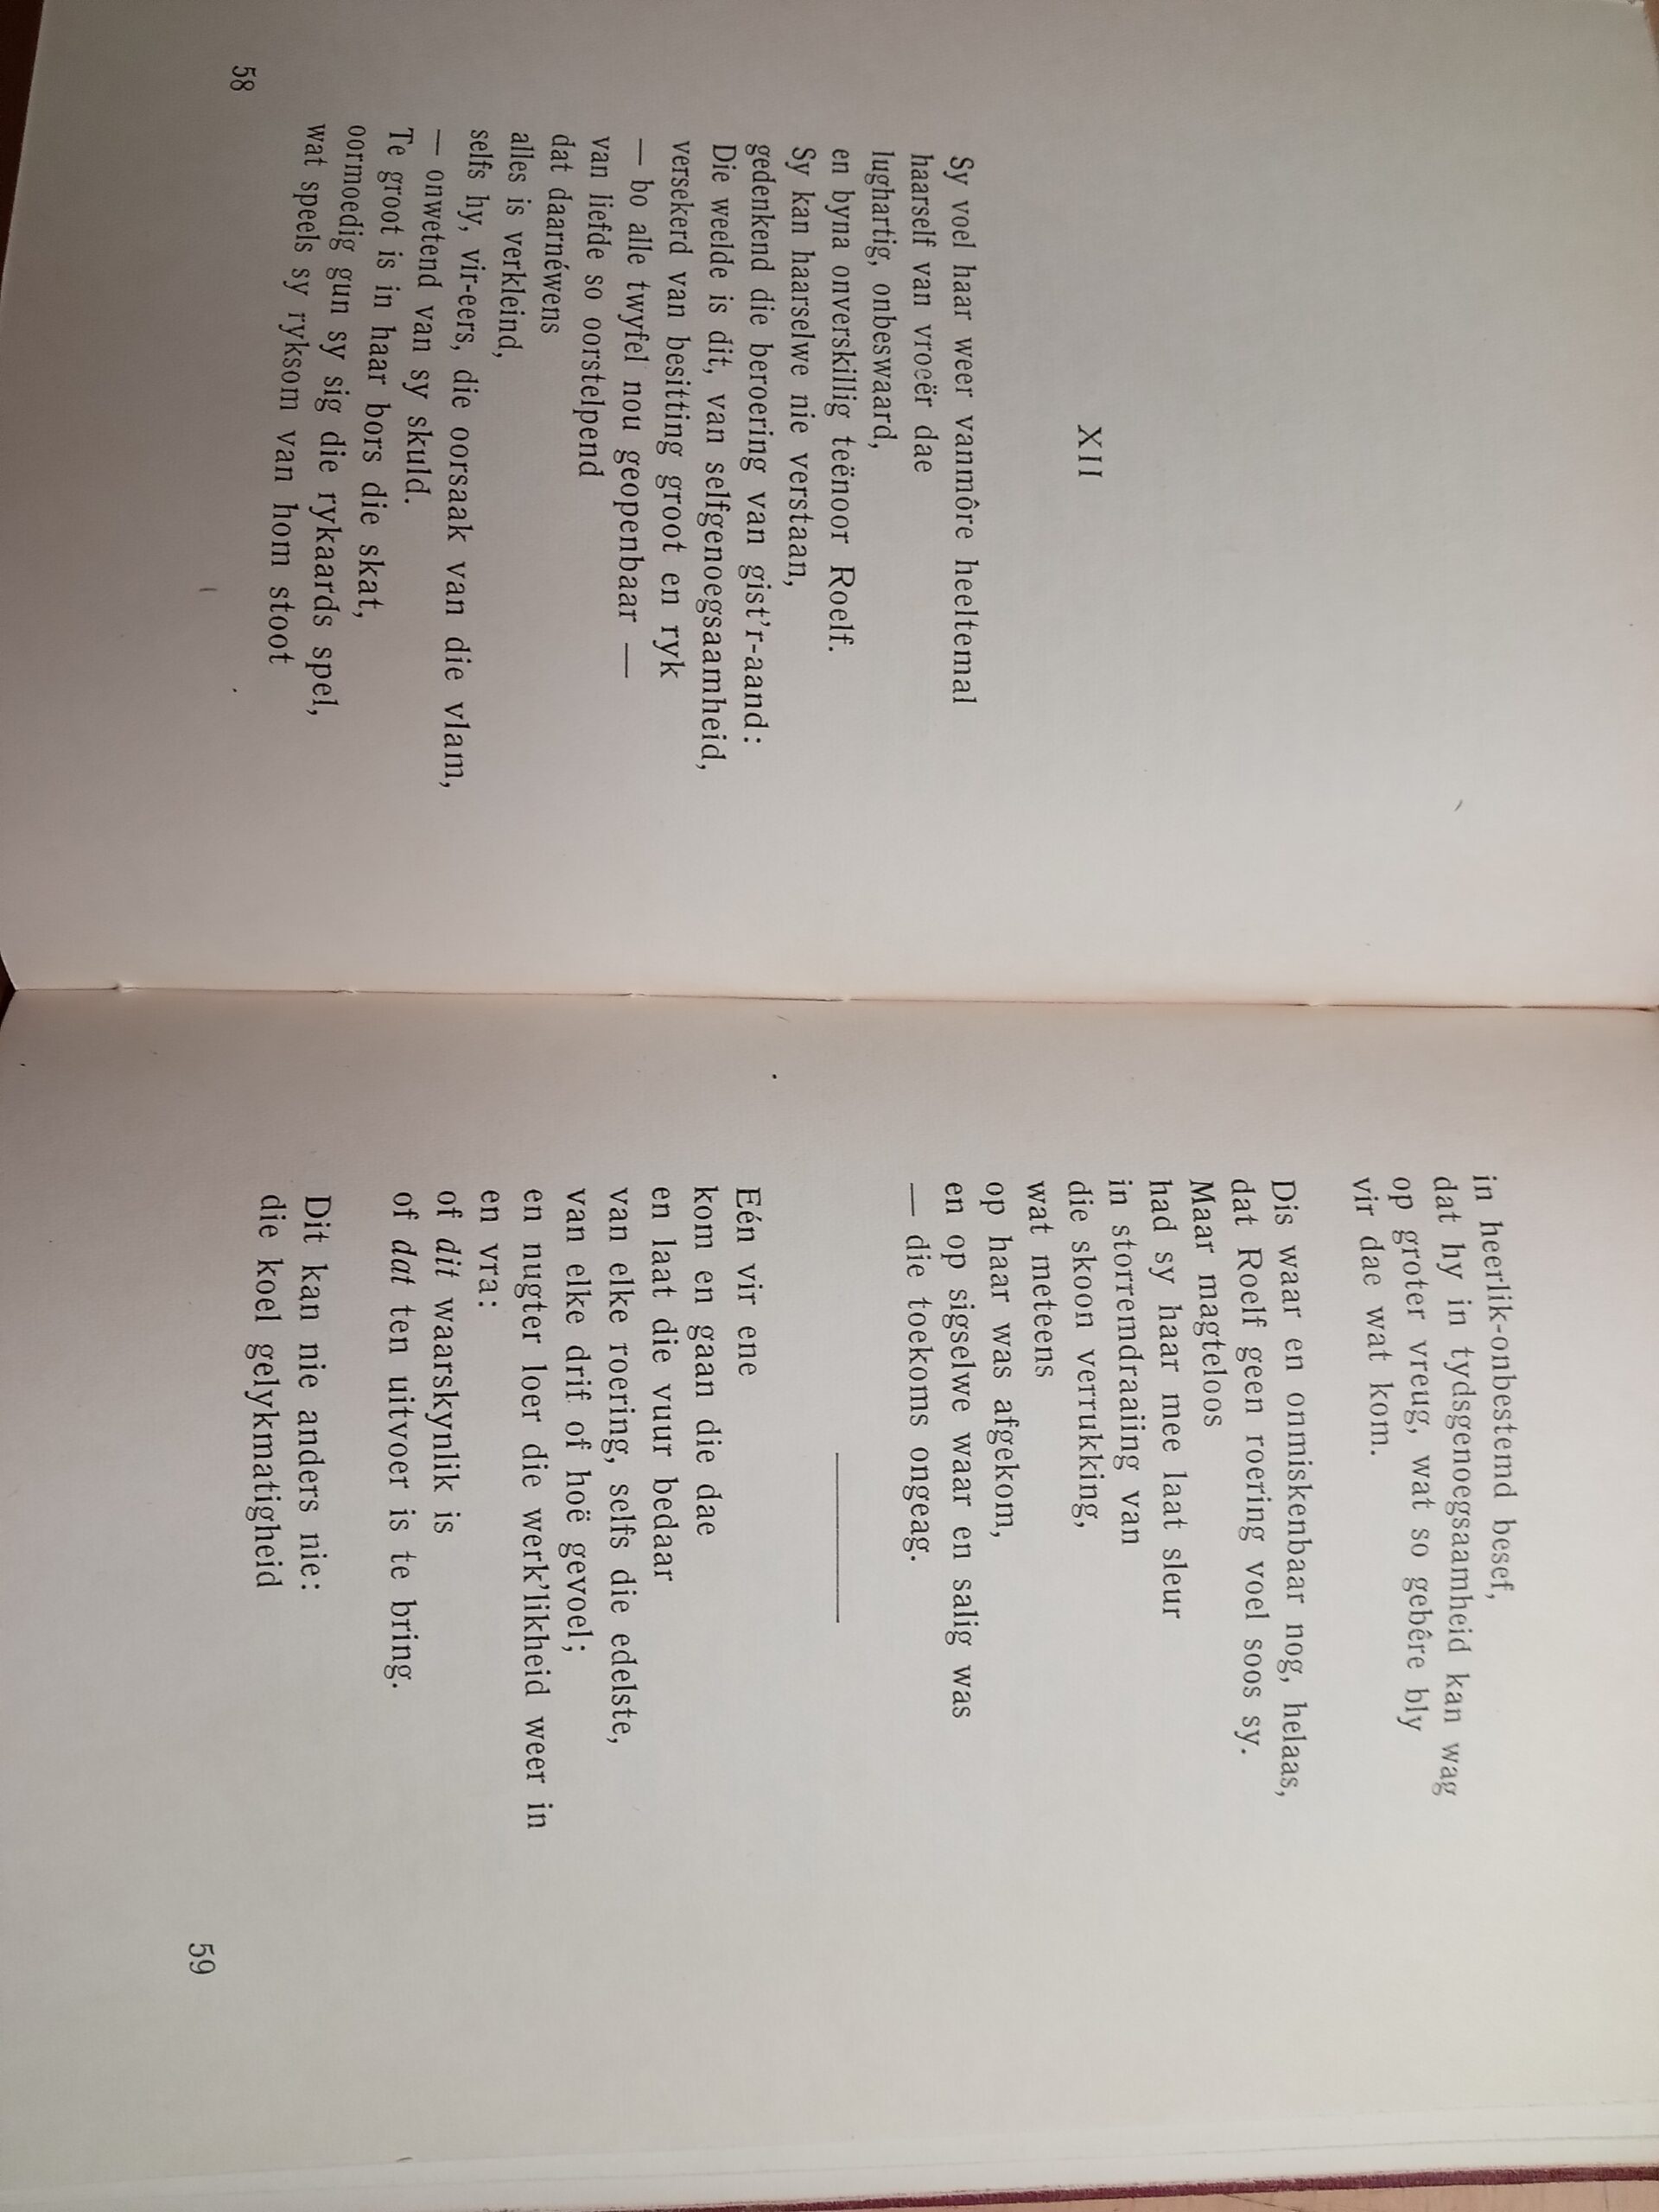 XII
Sy voel haar weer vanmôre heeltemal
haarself van vroeër dae
lughartig, onbeswaard,
en byna onverskillig teënoor Roelf.
Sy kan haarselwe nie verstaan,
gedenkend die beroering van gist’r-aand:
Die weelde is dit, van selfgenoegsaamheid,
versekerd van besitting groot en ryk
— bo alle twyfel nou geopenbaar —
van liefde so oorstelpend
dat daarnéwens
alles is verkleind,
selfs hy, vir-eers, die oorsaak van die vlam,
— onwetend van sy skuld.
Te groot is in haar bors die skat,
oormoedig gun sy sig die rykaards spel,
wat speels sy ryksom van hom stoot
58
in heerlik-onbestemd besef,
dat hy in tydsgenoegsaamheid kan wag
op groter vreug, wat so gebêre bly
vir dae wat kom.
Dis waar en onmiskenbaar nog, helaas,
dat Roelf geen roering voel soos sy.
Maar magteloos
had sy haar mee laat sleur
in storremdraaiing van
die skoon verrukking,
wat meteens
op haar was afgekom,
en op sigselwe waar en salig was
— die toekoms ongeag.
Eén vir ene
kom en gaan die dae
en laat die vuur bedaar
van elke roering, selfs die edelste,
van elke drif of hoë gevoel;
en nugter loer die werk’likheid weer in
en vra:
of dit waarskynlik is
of dat ten uitvoer is te bring.
Dit kan nie anders nie:
die koel gelykmatigheid
59